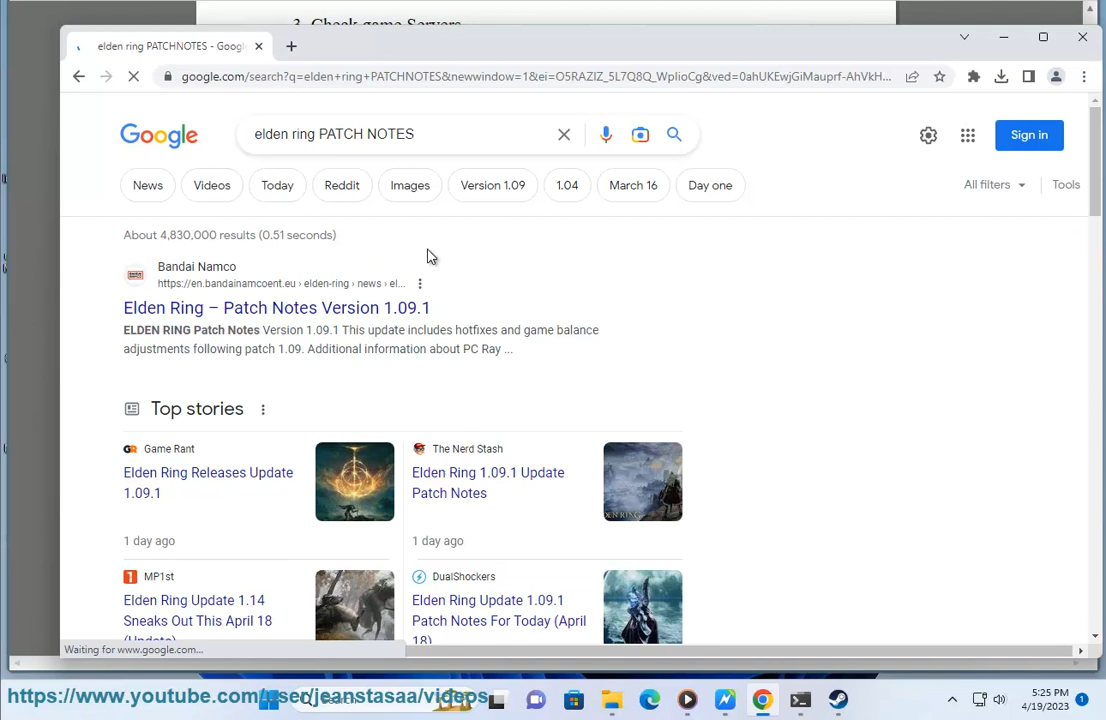 3. Check game Servers
elden ring PATCHNOTES - Googl
google.com/search?q=elden+ring+PATCHNOTES&newwindow=1&ei=O5RAZIZ_5L7Q8Q_WpIioCg&ved=0ahUKEwjGiMauprf-AhVkH...
Google
elden ring PATCH NOTES
Sign in
News
Videos
Today
Reddit
Images
Version 1.09
1.04
March 16
Day one
All filters
Tools
About 4,830,000 results (0.51 seconds)
Bandai Namco
https://en.bandainamcoent.eu › elden-ring › news › el...
Elden Ring – Patch Notes Version 1.09.1
ELDEN RING Patch Notes Version 1.09.1 This update includes hotfixes and game balance
adjustments following patch 1.09. Additional information about PC Ray ...
Top stories
Game Rant
Elden Ring Releases Update
1.09.1
1 day ago
The Nerd Stash
Elden Ring 1.09.1 Update
Patch Notes
1 day ago
MP1st
Elden Ring Update 1.14
Sneaks Out This April 18
(Update)
DualShockers
Elden Ring Update 1.09.1
Patch Notes For Today (April
18)
Waiting for www.google.com...
https://www.youtube.com/user/jeanstasaa/videos
5:25 PM
4/19/2023
1